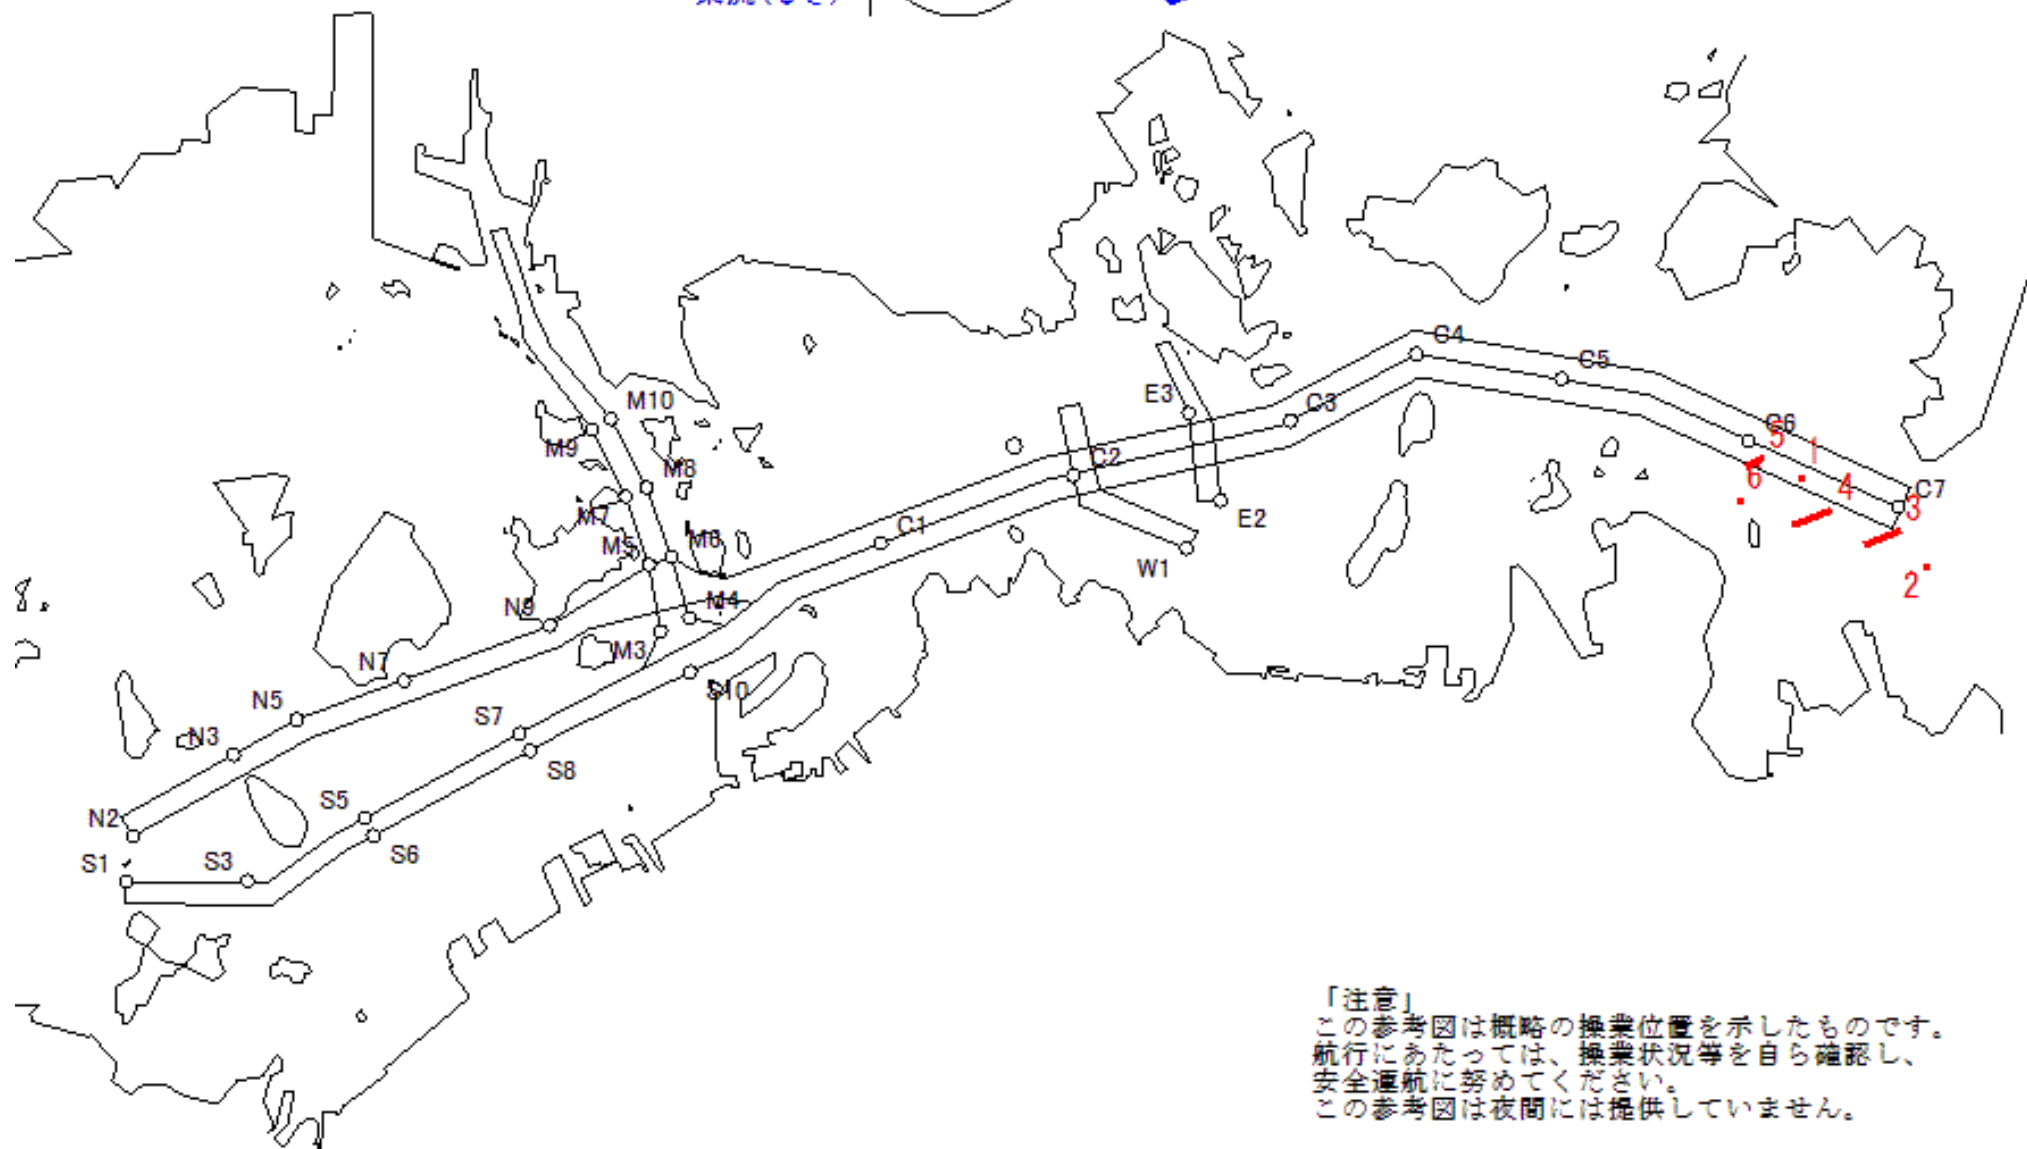 C4
C5
M10
E3
C3
C6
5
1
M9
M8
C2
6
4
C7
3
M7
C1
E2
M5
M6
W1
2
N9
M4
M3
N7
S10
N5
S7
N3
S8
S5
N2
S6
S1
S3
「注意」
この参考図は概略の操業位置を示したものです。
航行にあたっては、操業状況等を自ら確認し、
安全運航に努めてください。
この参考図は夜間には提供していません。